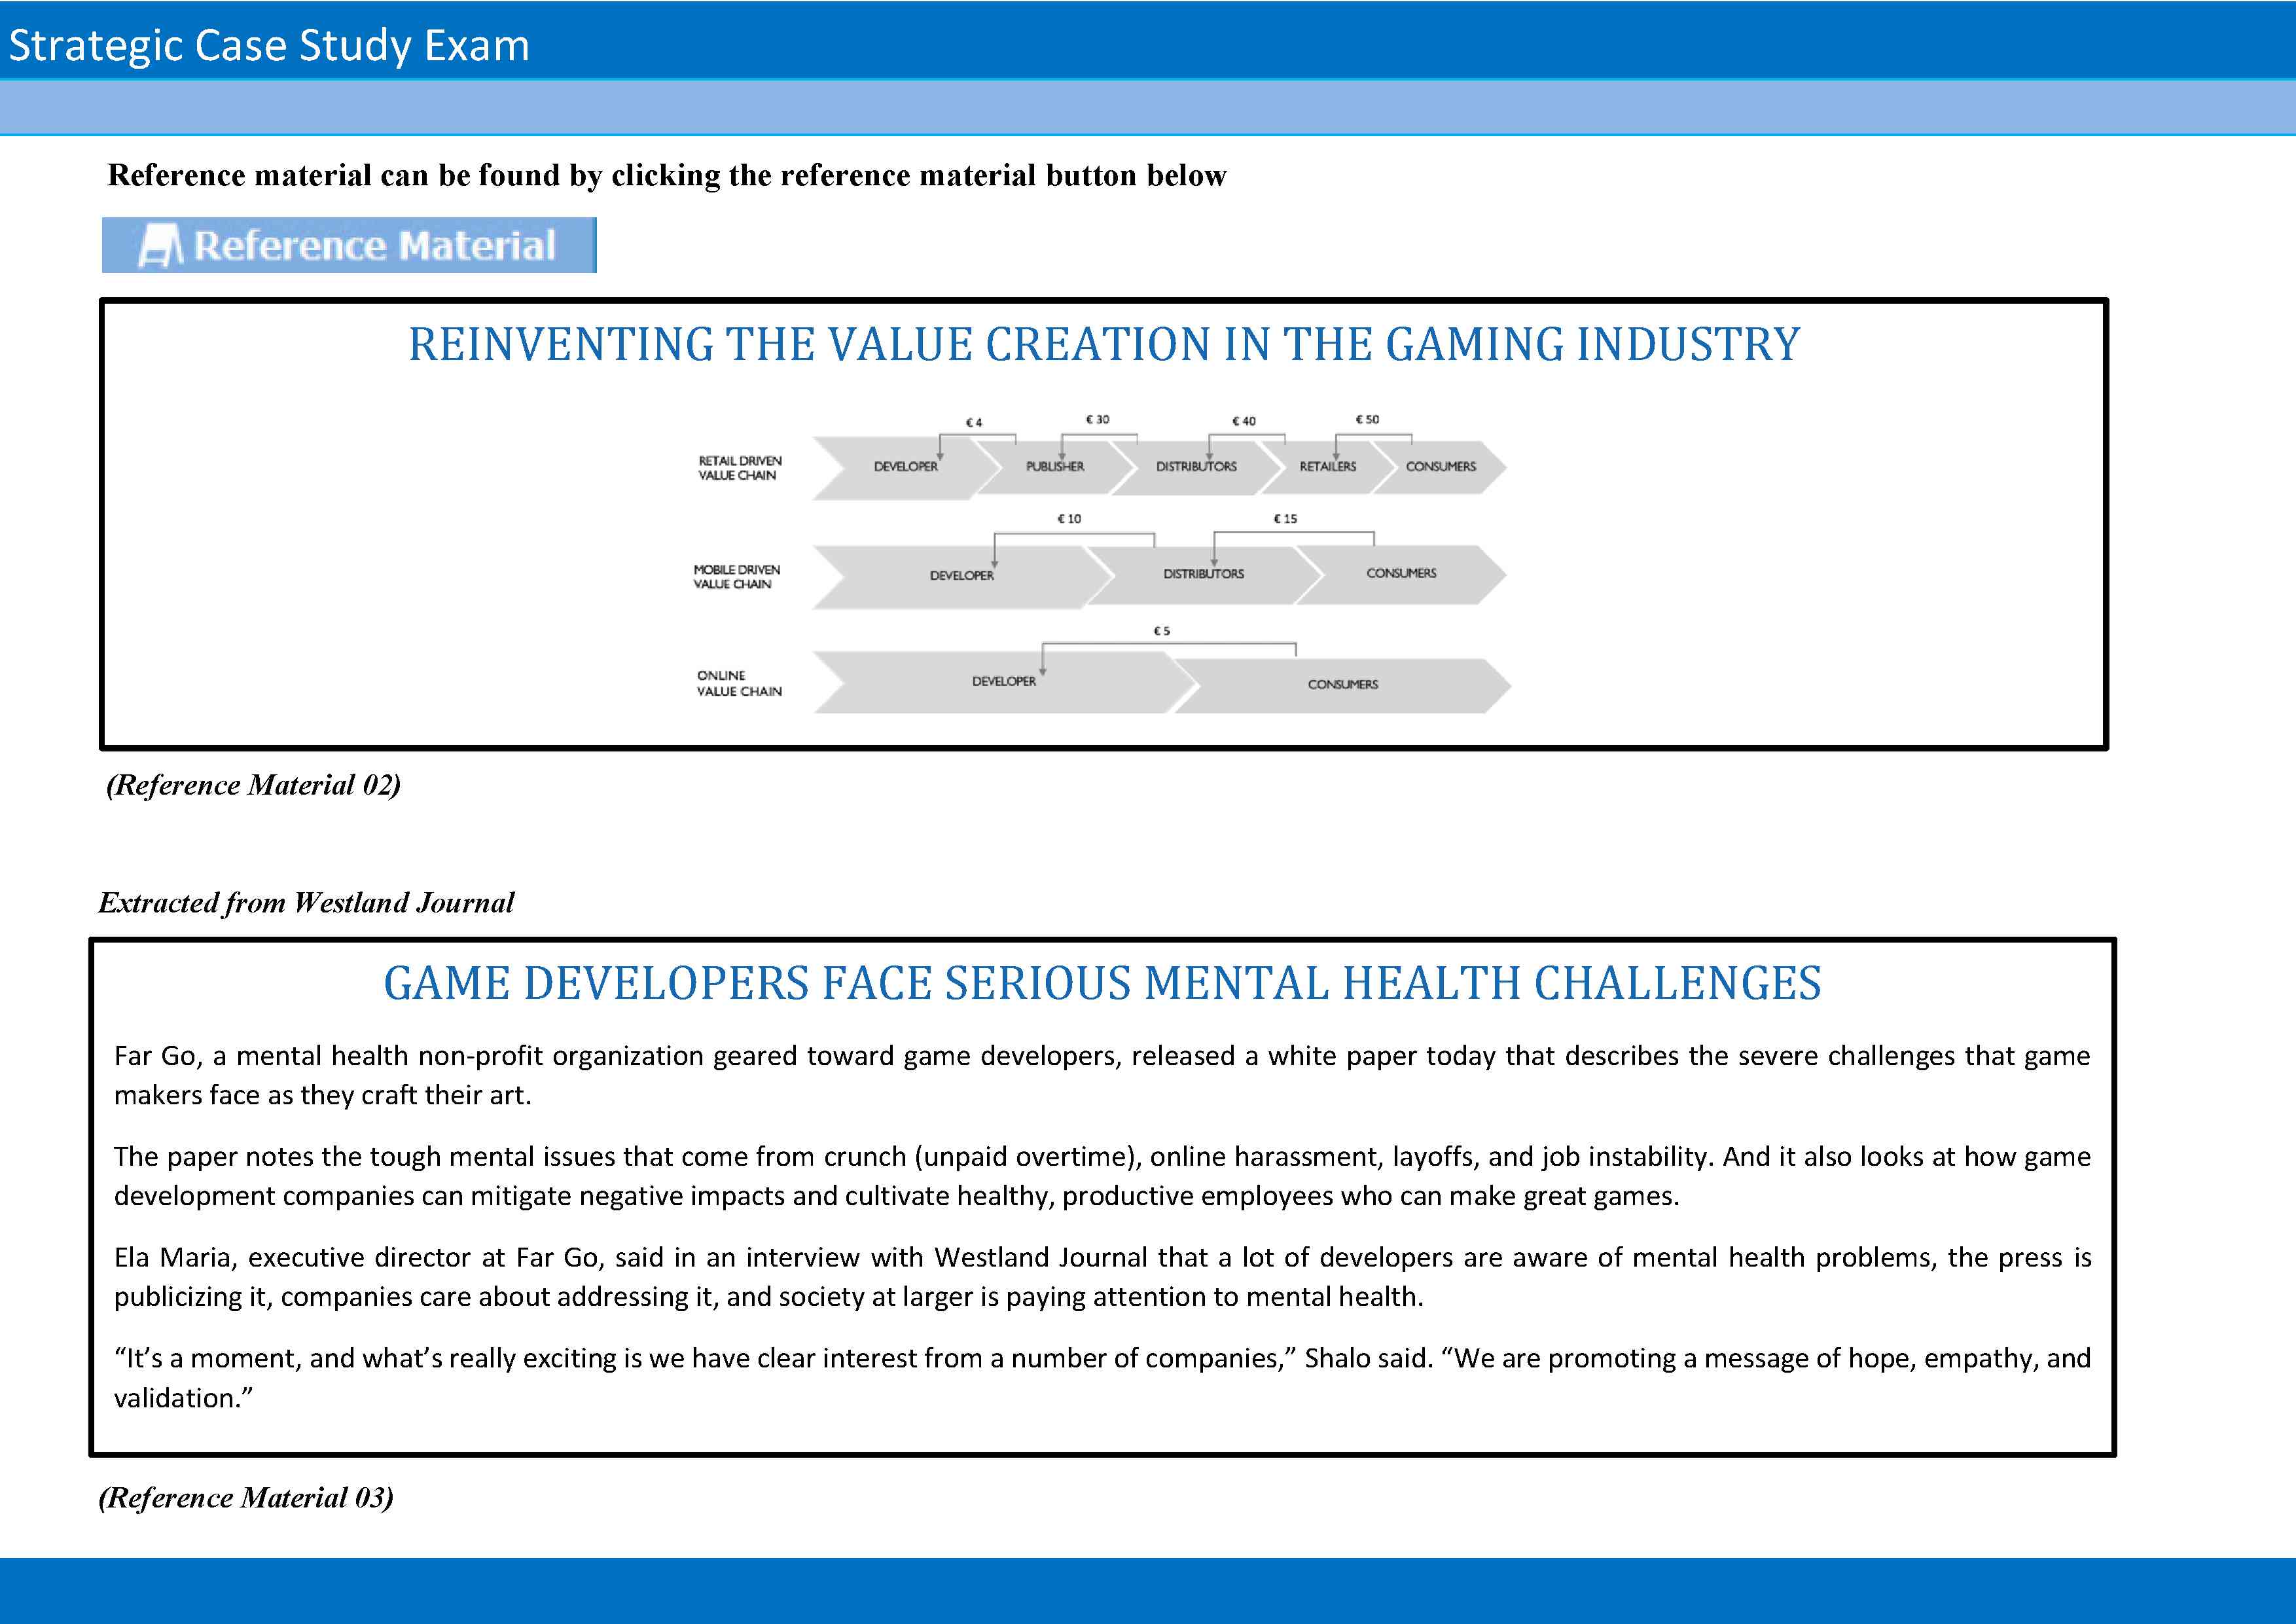 Strategic Case Study Exam
Reference material can be found by clicking the reference material button below
Reference Material
REINVENTING THE VALUE CREATION IN THE GAMING INDUSTRY
€ 4
€ 30
€ 40
€ 50
RETAIL DRIVEN
VALUE CHAIN
DEVELOPER
PUBLISHER
DISTRIBUTORS
RETAILERS
CONSUMERS
€ 10
€ 15
MOBILE DRIVEN
VALUE CHAIN
DEVELOPER
DISTRIBUTORS
CONSUMERS
€ 5
ONLINE
VALUE CHAIN
DEVELOPER
CONSUMERS
(Reference Material 02)
Extracted from Westland Journal
GAME DEVELOPERS FACE SERIOUS MENTAL HEALTH CHALLENGES
Far Go, a mental health non-profit organization geared toward game developers, released a white paper today that describes the severe challenges that game
makers face as they craft their art.
The paper notes the tough mental issues that come from crunch (unpaid overtime), online harassment, layoffs, and job instability. And it also looks at how game
development companies can mitigate negative impacts and cultivate healthy, productive employees who can make great games.
Ela Maria, executive director at Far Go, said in an interview with Westland Journal that a lot of developers are aware of mental health problems, the press is
publicizing it, companies care about addressing it, and society at larger is paying attention to mental health.
“It’s a moment, and what’s really exciting is we have clear interest from a number of companies,” Shalo said. “We are promoting a message of hope, empathy, and
validation.”
(Reference Material 03)